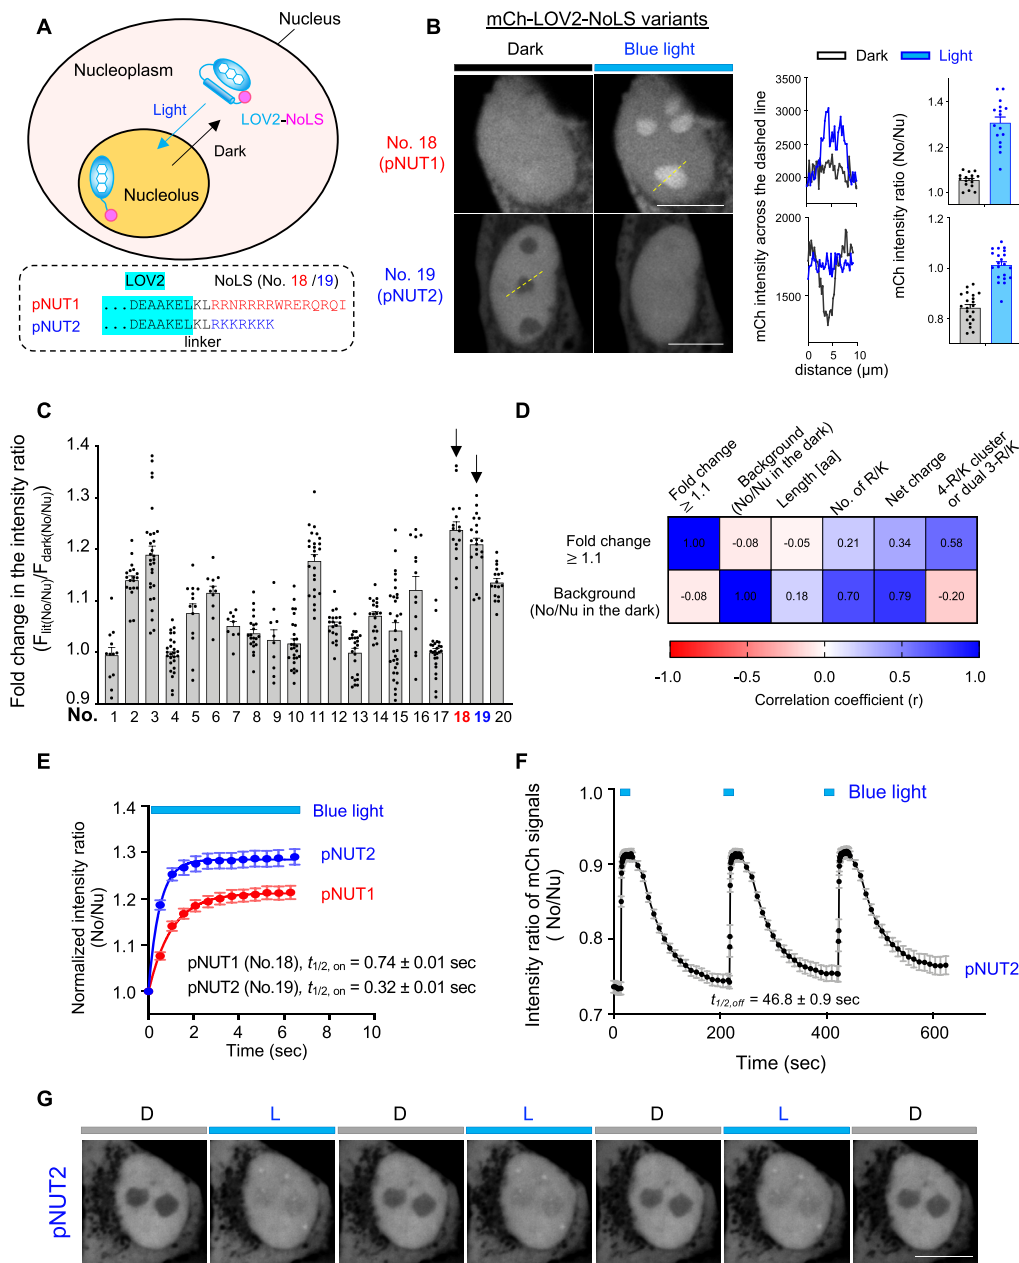 A
Nucleus
Nucleoplasm
Light
LOV2-NoLS
Dark
Nucleolus
LOV2
NoLS (No. 18 /19)
pNUT1 ...DEAAKELKLRRNRRRRWRERQRQI
pNUT2 ...DEAAKELKLRKKRKKK
linker
B
mCh-LOV2-NoLS variants
Dark
Blue light
No. 18
(pNUT1)
No. 19
(pNUT2)
Dark
Light
mCh intensity across the dashed line
3500
3000
2500
2000
2000
1750
1500
0 5 10
distance (µm)
mCh intensity ratio (No/Nu)
1.4
1.2
1.0
1.2
1.0
0.8
C
Fold change in the intensity ratio
(Flit(No/Nu)/Fdark(No/Nu))
1.4
1.3
1.2
1.1
1.0
0.9
No. 1 2 3 4 5 6 7 8 9 10 11 12 13 14 15 16 17 18 19 20
D
Fold change
≥ 1.1
Background
(No/Nu in the dark)
Length [aa]
No. of R/K
Net charge
4-R/K cluster
or dual 3-R/K
Fold change
≥ 1.1
1.00 -0.08 -0.05 0.21 0.34 0.58
Background
(No/Nu in the dark)
-0.08 1.00 0.18 0.70 0.79 -0.20
-1.0 -0.5 0.0 0.5 1.0
Correlation coefficient (r)
E
Normalized intensity ratio
(No/Nu)
1.4
1.3
1.2
1.1
1.0
Blue light
pNUT2
pNUT1
pNUT1 (No.18), t1/2, on = 0.74 ± 0.01 sec
pNUT2 (No.19), t1/2, on = 0.32 ± 0.01 sec
0 2 4 6 8 10
Time (sec)
F
Intensity ratio of mCh signals
( No/Nu)
1.0
0.9
0.8
0.7
Blue light
pNUT2
t1/2,off = 46.8 ± 0.9 sec
0 200 400 600
Time (sec)
G
D L D L D L D
pNUT2